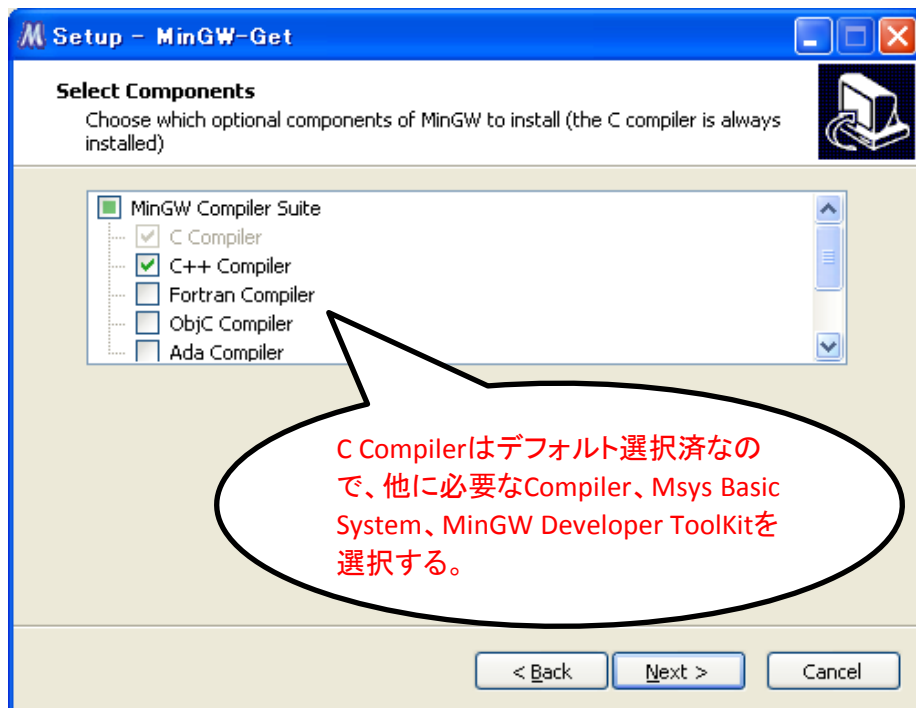 Setup - MinGW-Get
Select Components
Choose which optional components of MinGW to install (the C compiler is always
installed)
MinGW Compiler Suite
C Compiler
C++ Compiler
Fortran Compiler
ObjC Compiler
Ada Compiler
C Compilerはデフォルト選択済なの
で、他に必要なCompiler、Msys Basic
System、MinGW Developer ToolKitを
選択する。
< Back
Next >
Cancel